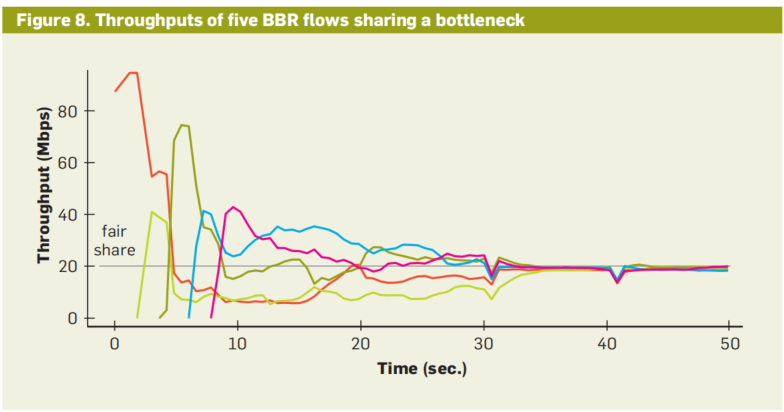 Figure 8. Throughputs of five BBR flows sharing a bottleneck
Throughput (Mbps)
80
60
40
20
0
fair
share
0
10
20
30
40
50
Time (sec.)